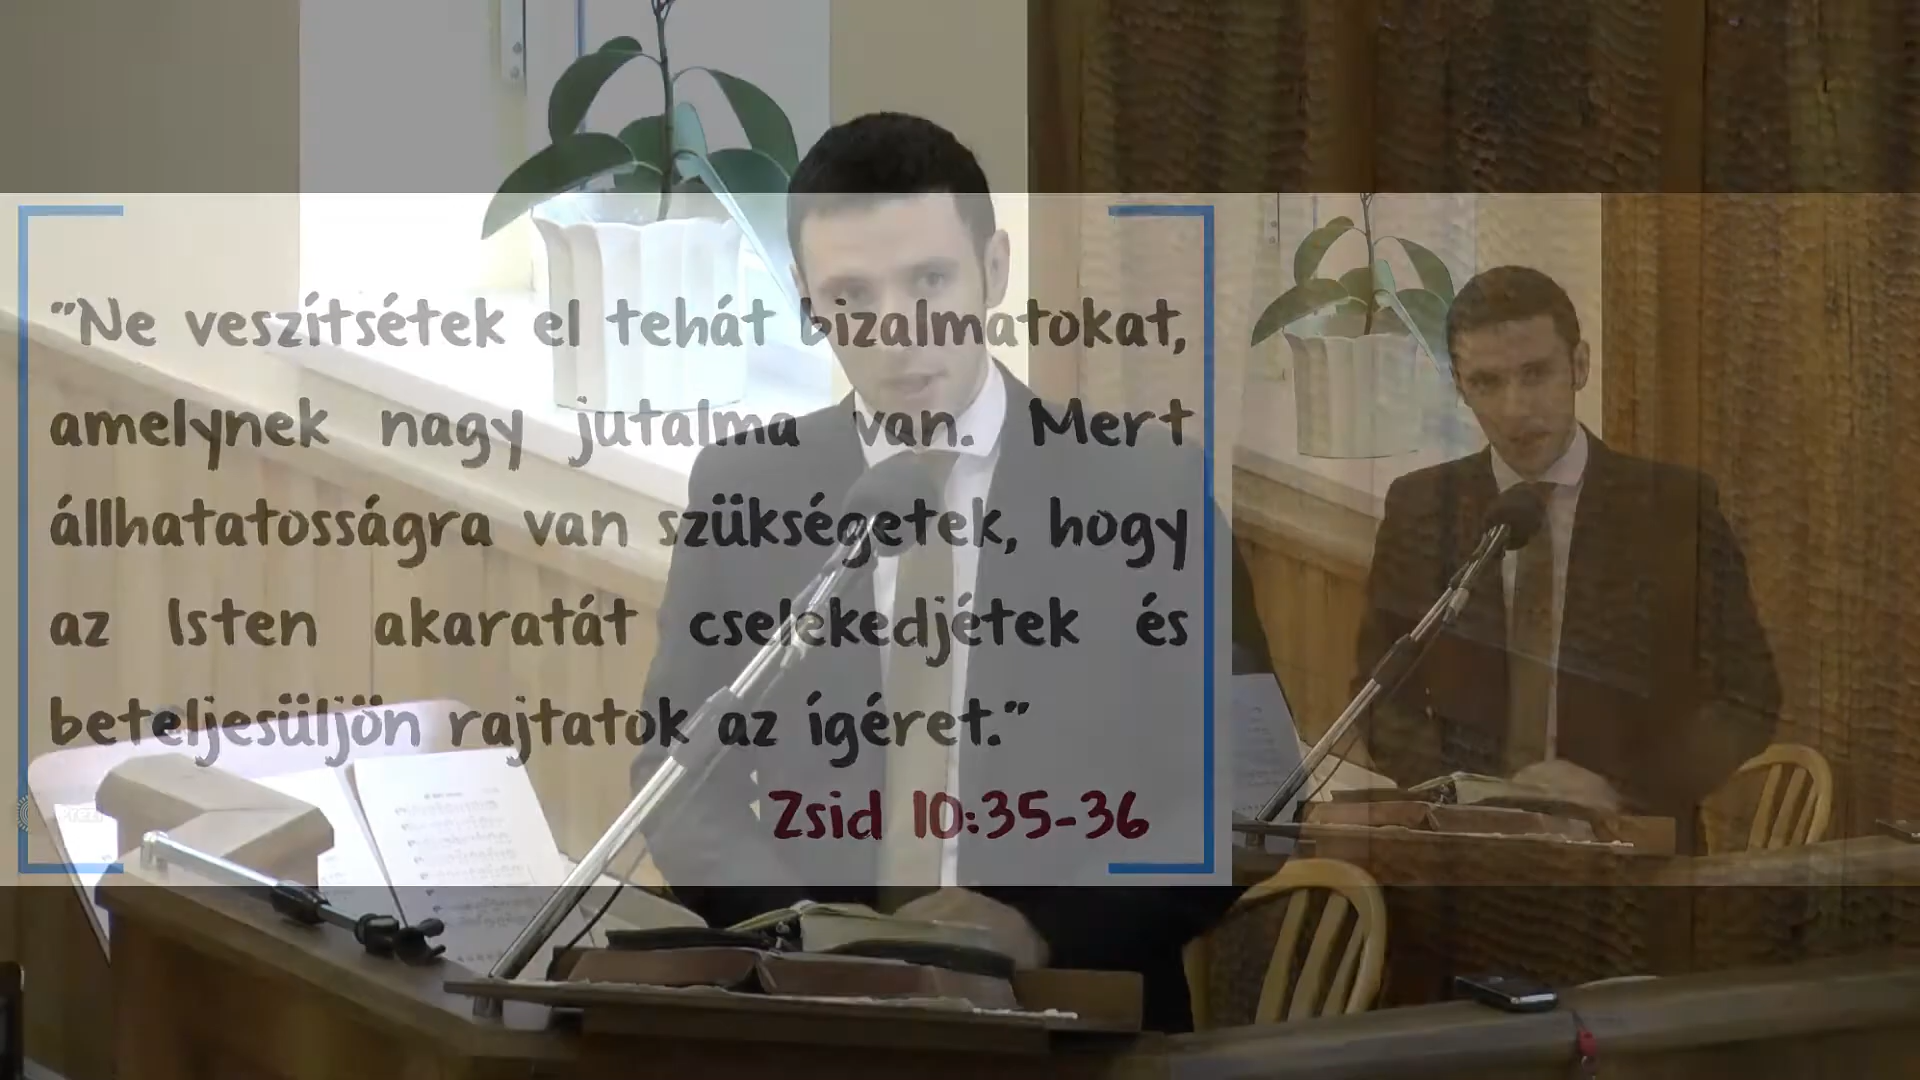 "Ne veszítsétek el tehát bizalmatokat,
amelynek nagy jutalma van. Mert
állhatatosságra van szükségetek, hogy
az Isten akaratát cselekedjétek és
beteljesüljön rajtatok az ígéret."
Zsid 10:35-36